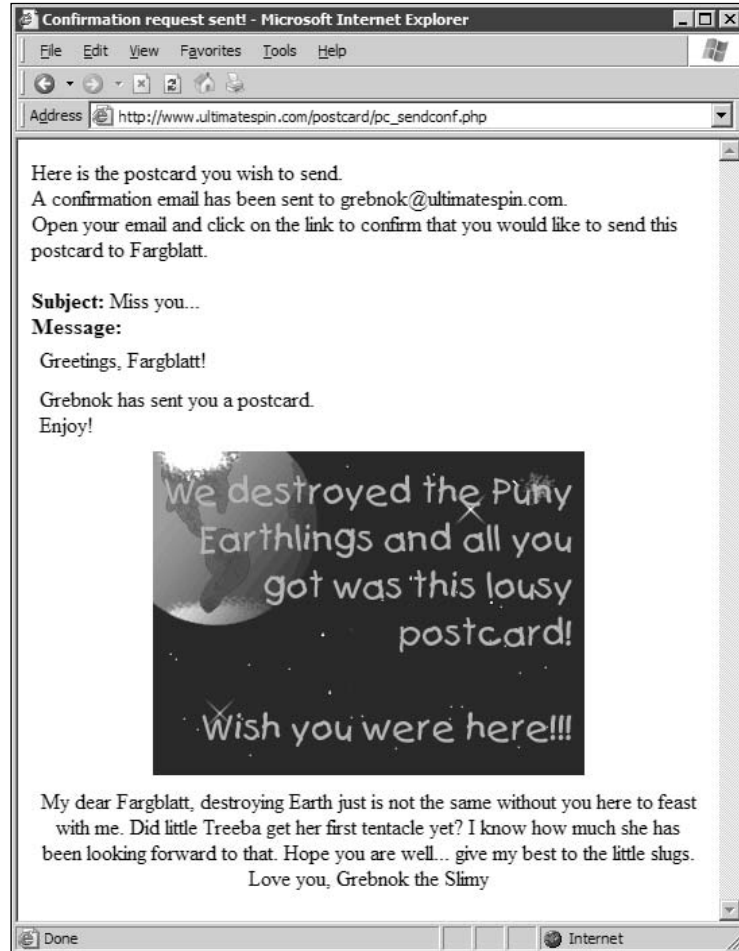 Confirmation request sent! - Microsoft Internet Explorer
File Edit View Favorites Tools Help
Address http://www.ultimatespin.com/postcard/pc_sendconf.php
Here is the postcard you wish to send.
A confirmation email has been sent to grebnok@ultimatespin.com.
Open your email and click on the link to confirm that you would like to send this
postcard to Fargblatt.
Subject: Miss you...
Message:
Greetings, Fargblatt!
Grebnok has sent you a postcard.
Enjoy!
We destroyed the Puny
Earthlings and all you
got was this lousy
postcard!
Wish you were here!!!
My dear Fargblatt, destroying Earth just is not the same without you here to feast
with me. Did little Treeba get her first tentacle yet? I know how much she has
been looking forward to that. Hope you are well... give my best to the little slugs.
Love you, Grebnok the Slimy
Done Internet